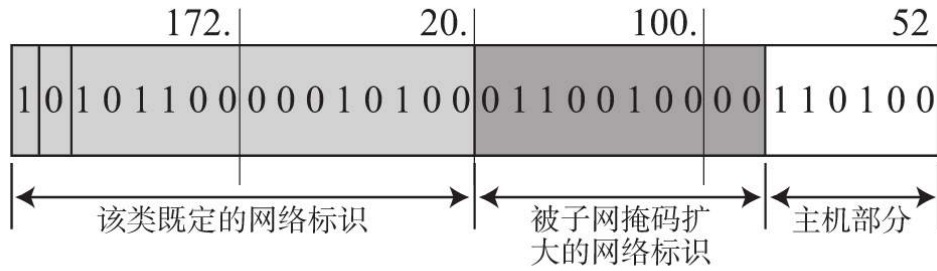 172. 20. 100. 52
1 0 1 0 1 1 0 0 0 0 0 1 0 1 0 0 0 1 1 0 0 1 0 0 0 0 1 1 0 1 0 0
该类既定的网络标识 被子网掩码扩 主机部分
大的网络标识